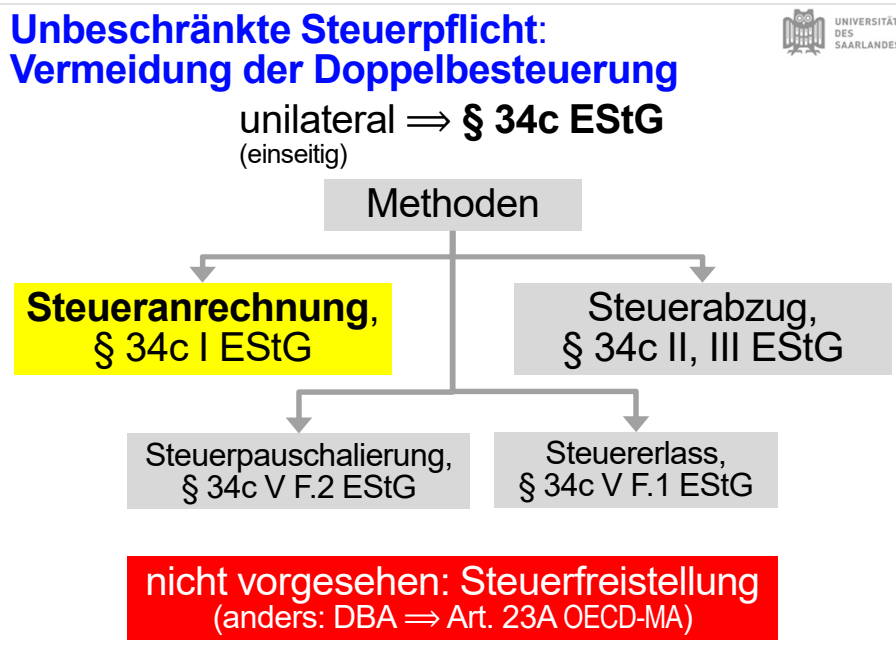 Unbeschränkte Steuerpflicht:
Vermeidung der Doppelbesteuerung
UNIVERSITÄT
DES
SAARLANDES
unilateral ⟹ § 34c EStG
(einseitig)
Methoden
Steueranrechnung,
§ 34c I EStG
Steuerabzug,
§ 34c II, III EStG
Steuerpauschalierung,
§ 34c V F.2 EStG
Steuererlass,
§ 34c V F.1 EStG
nicht vorgesehen: Steuerfreistellung
(anders: DBA ⟹ Art. 23A OECD-MA)